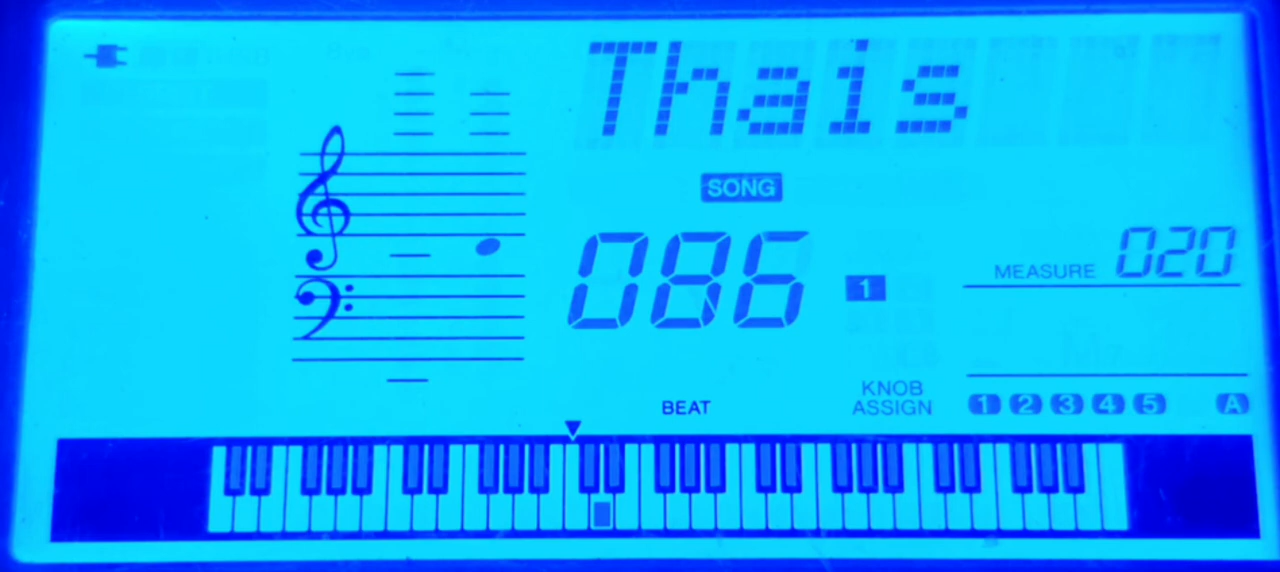 Thais
SONG
086
1
MEASURE 020
BEAT
KNOB
ASSIGN
1 2 3 4 5 A